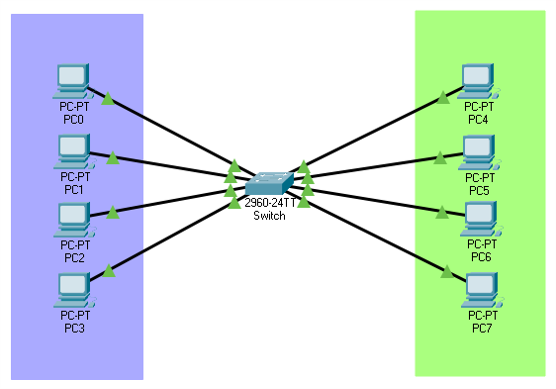 PC-PT
PC0
PC-PT
PC1
PC-PT
PC2
PC-PT
PC3
2960-24TT
Switch
PC-PT
PC4
PC-PT
PC5
PC-PT
PC6
PC-PT
PC7